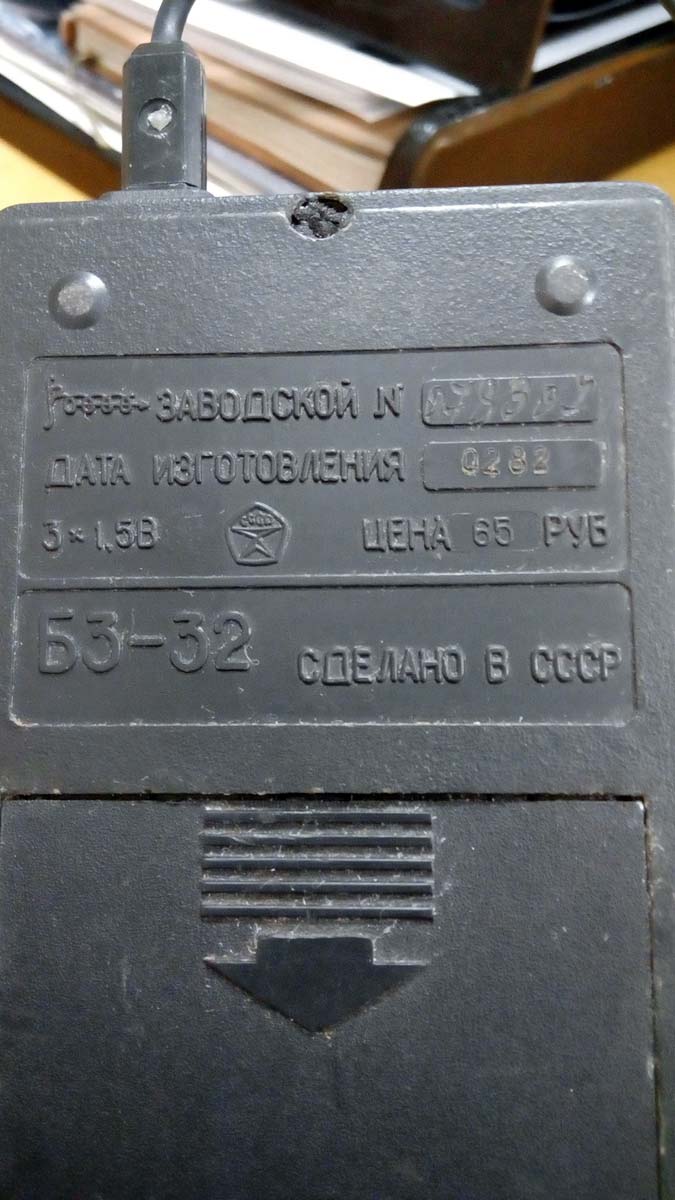 ЗАВОДСКОЙ N
ДАТА ИЗГОТОВЛЕНИЯ 0282
3×1,5В ЦЕНА 65 РУБ
Б3-32 СДЕЛАНО В СССР